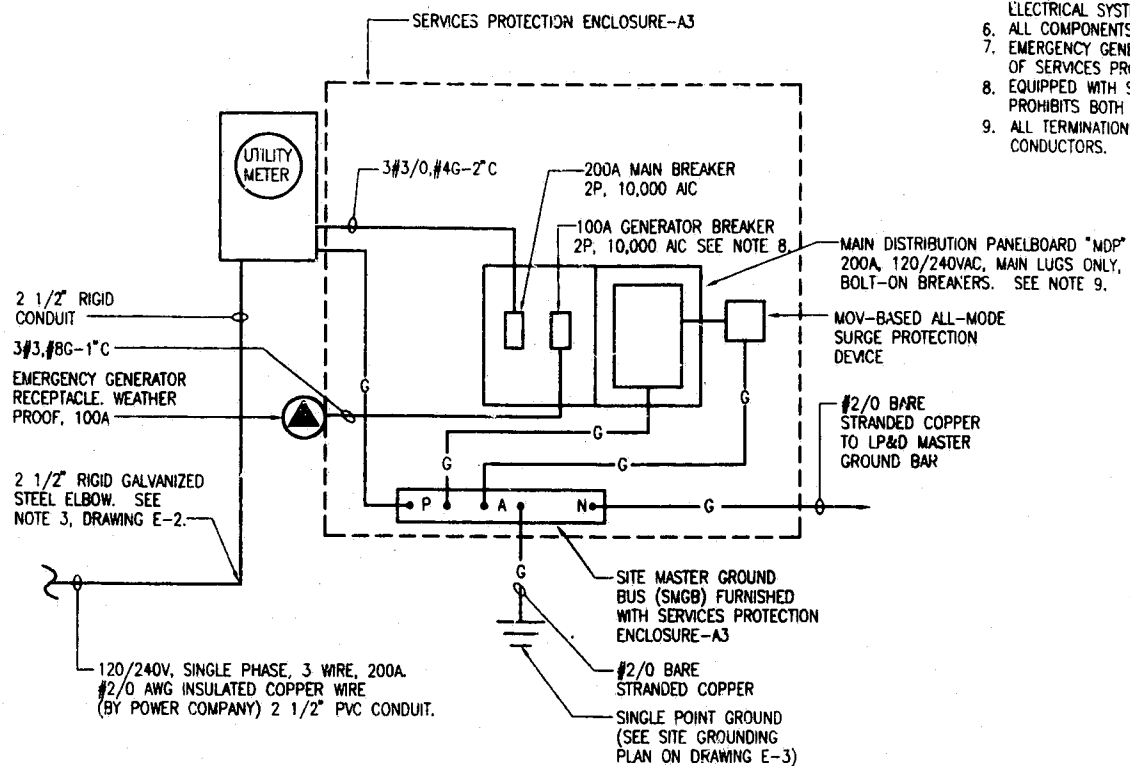 SERVICES PROTECTION ENCLOSURE-A3
ELECTRICAL SYST
6. ALL COMPONENTS
7. EMERGENCY GENE
OF SERVICES PRO
8. EQUIPPED WITH S
PROHIBITS BOTH
9. ALL TERMINATION
CONDUCTORS.
UTILITY
METER
3#3/0,#4G-2"C
200A MAIN BREAKER
2P, 10,000 AIC
100A GENERATOR BREAKER
2P, 10,000 AIC SEE NOTE 8.
MAIN DISTRIBUTION PANELBOARD "MDP"
200A, 120/240VAC, MAIN LUGS ONLY,
BOLT-ON BREAKERS. SEE NOTE 9.
MOV-BASED ALL-MODE
SURGE PROTECTION
DEVICE
2 1/2" RIGID
CONDUIT
3#3,#8G-1"C
EMERGENCY GENERATOR
RECEPTACLE. WEATHER
PROOF, 100A
G
G
G
G
G
#2/0 BARE
STRANDED COPPER
TO LP&D MASTER
GROUND BAR
2 1/2" RIGID GALVANIZED
STEEL ELBOW. SEE
NOTE 3, DRAWING E-2.
P A N
G
G
SITE MASTER GROUND
BUS (SMGB) FURNISHED
WITH SERVICES PROTECTION
ENCLOSURE-A3
#2/0 BARE
STRANDED COPPER
120/240V, SINGLE PHASE, 3 WIRE, 200A.
#2/0 AWG INSULATED COPPER WIRE
(BY POWER COMPANY) 2 1/2" PVC CONDUIT.
SINGLE POINT GROUND
(SEE SITE GROUNDING
PLAN ON DRAWING E-3)